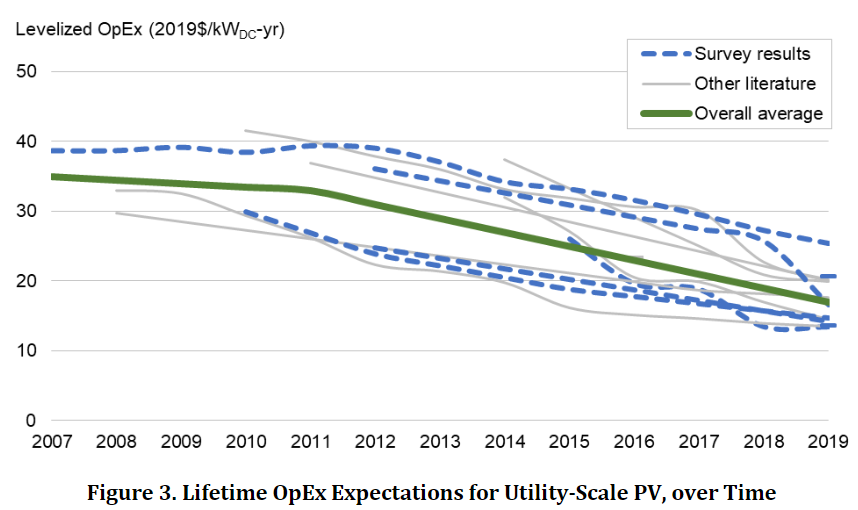 Levelized OpEx (2019$/kWDC-yr)
Survey results
Other literature
Overall average
50
40
30
20
10
0
2007 2008 2009 2010 2011 2012 2013 2014 2015 2016 2017 2018 2019
Figure 3. Lifetime OpEx Expectations for Utility-Scale PV, over Time